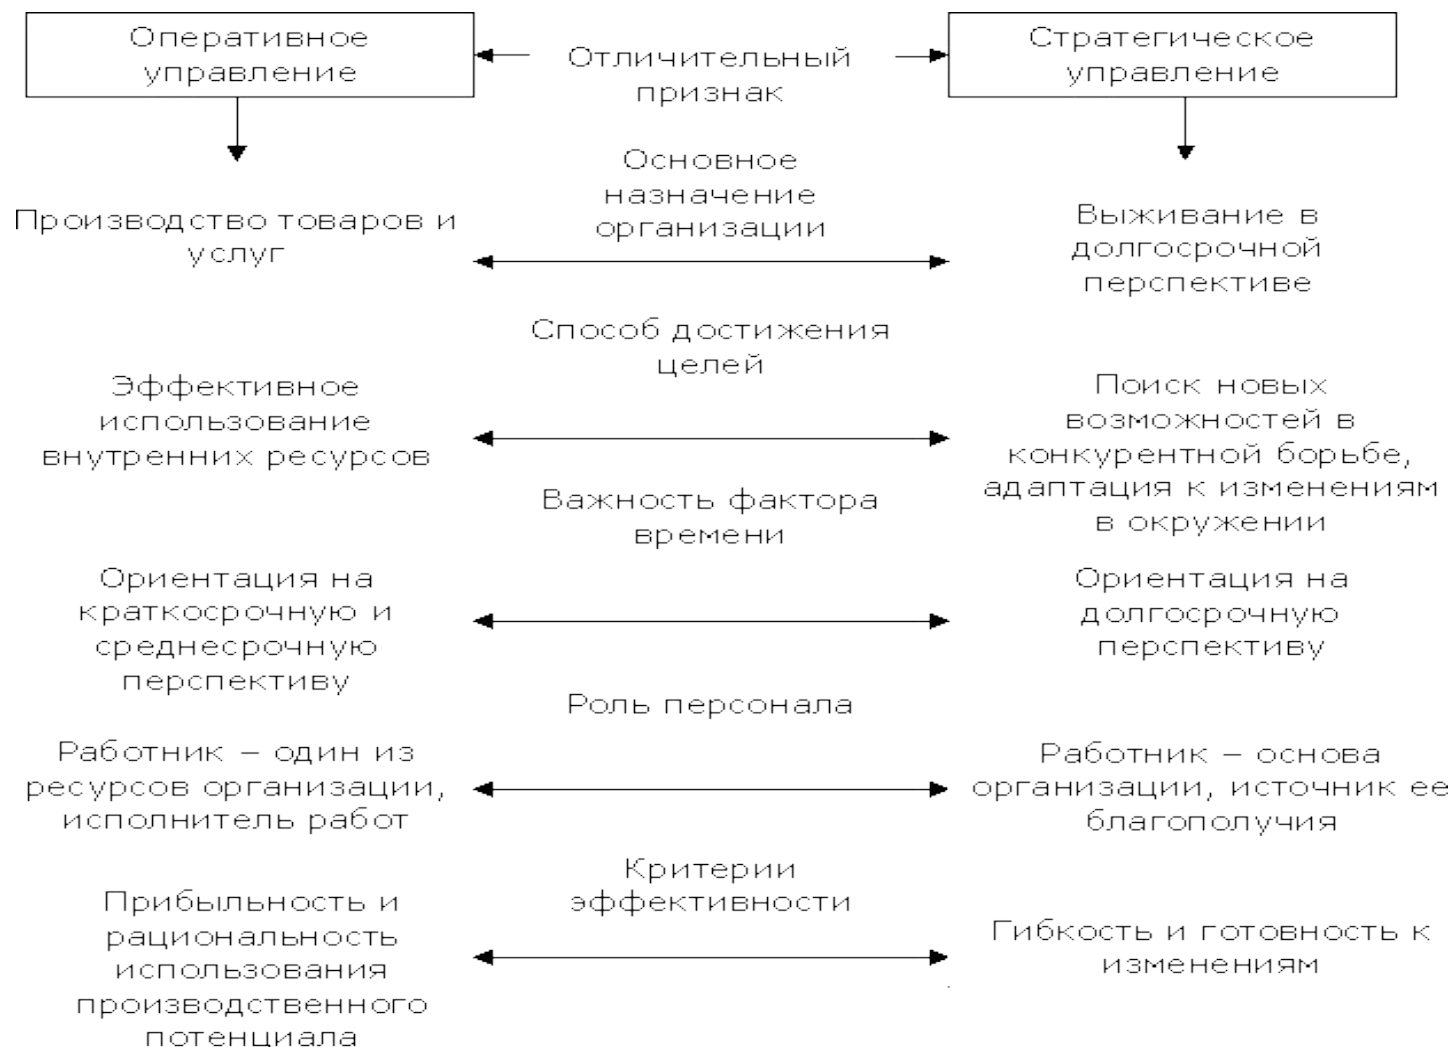 Оперативное
управление
Отличительный
признак
Стратегическое
управление
Основное
назначение
организации
Производство товаров и
услуг
Выживание в
долгосрочной
перспективе
Способ достижения
целей
Эффективное
использование
внутренних ресурсов
Поиск новых
возможностей в
конкурентной борьбе,
адаптация к изменениям
в окружении
Важность фактора
времени
Ориентация на
краткосрочную и
среднесрочную
перспективу
Ориентация на
долгосрочную
перспективу
Роль персонала
Работник – один из
ресурсов организации,
исполнитель работ
Работник – основа
организации, источник ее
благополучия
Критерии
эффективности
Прибыльность и
рациональность
использования
производственного
потенциала
Гибкость и готовность к
изменениям